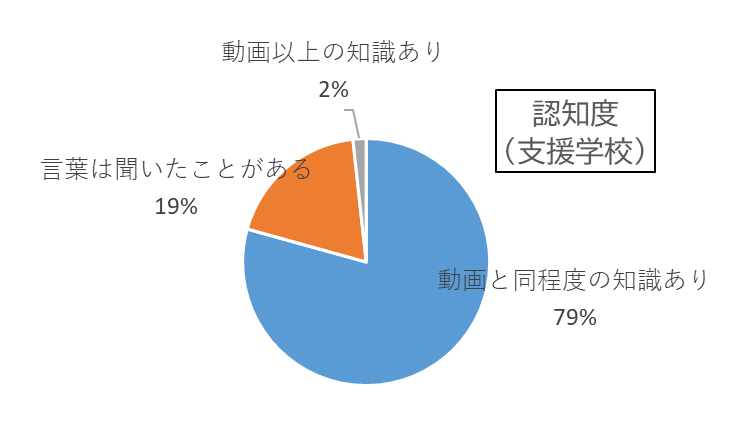 動画以上の知識あり
2%
認知度
（支援学校）
言葉は聞いたことがある
19%
動画と同程度の知識あり
79%